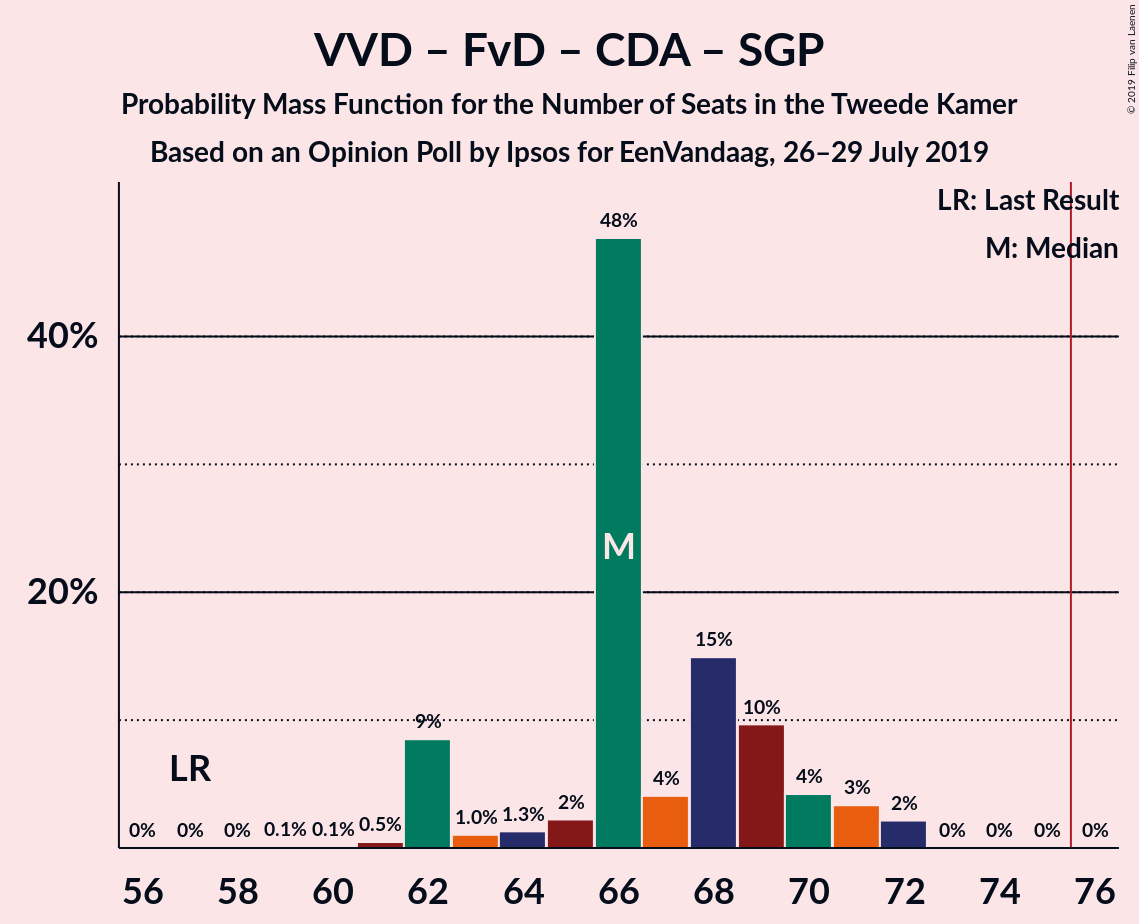 VVD – FvD – CDA – SGP
Probability Mass Function for the Number of Seats in the Tweede Kamer
Based on an Opinion Poll by Ipsos for EenVandaag, 26–29 July 2019
© 2019 Filip van Laenen
LR: Last Result
M: Median
40%
20%
0% 0% 0% 0.1% 0.1% 0.5% 9% 1.0% 1.3% 2% 48% 4% 15% 10% 4% 3% 2% 0% 0% 0% 0%
LR
M
56 58 60 62 64 66 68 70 72 74 76